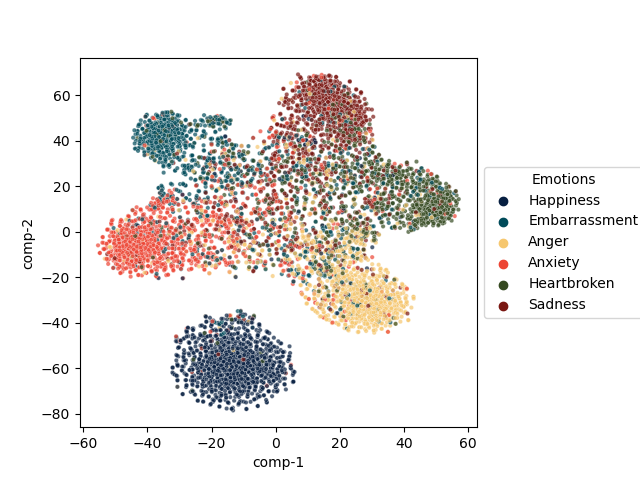 60
40
20
0
−20
−40
−60
−80
comp-2
−60 −40 −20 0 20 40 60
comp-1
Emotions
Happiness
Embarrassment
Anger
Anxiety
Heartbroken
Sadness